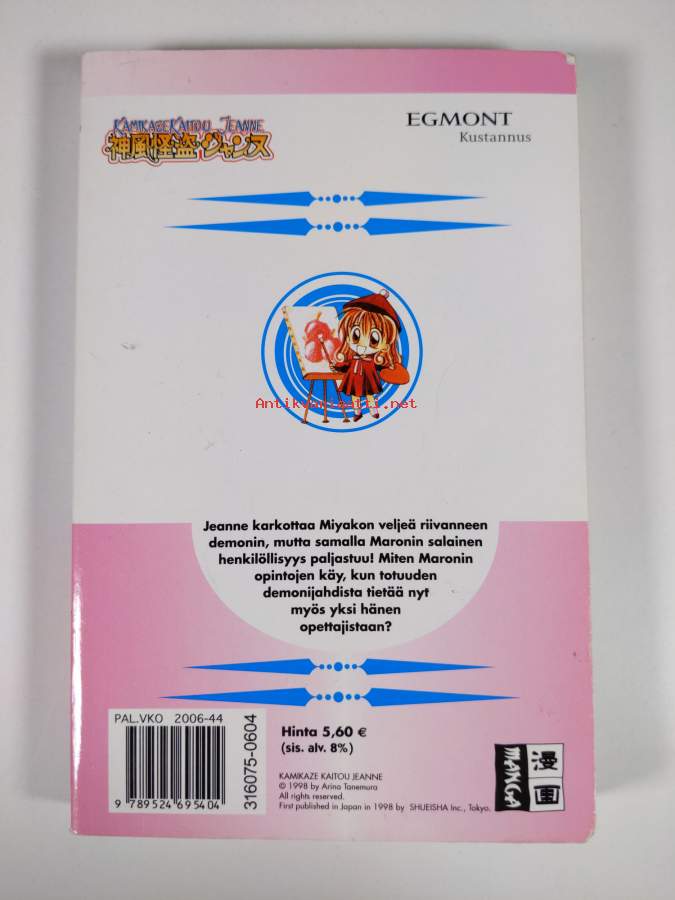 KAMIKAZE KAITOU JEANNE
神風怪盗ジャンヌ
EGMONT
Kustannus
Antikvariaatti.net
Jeanne karkottaa Miyakon veljeä riivanneen
demonin, mutta samalla Maronin salainen
henkilöllisyys paljastuu! Miten Maronin
opintojen käy, kun totuuden
demonijahdista tietää nyt
myös yksi hänen
opettajistaan?
PAL.VKO 2006-44
9 789524 695404
316075-0604
Hinta 5,60 €
(sis. alv. 8%)
KAMIKAZE KAITOU JEANNE
© 1998 by Arina Tanemura
All rights reserved.
First published in Japan in 1998 by SHUEISHA Inc., Tokyo.
漫画
MANGA